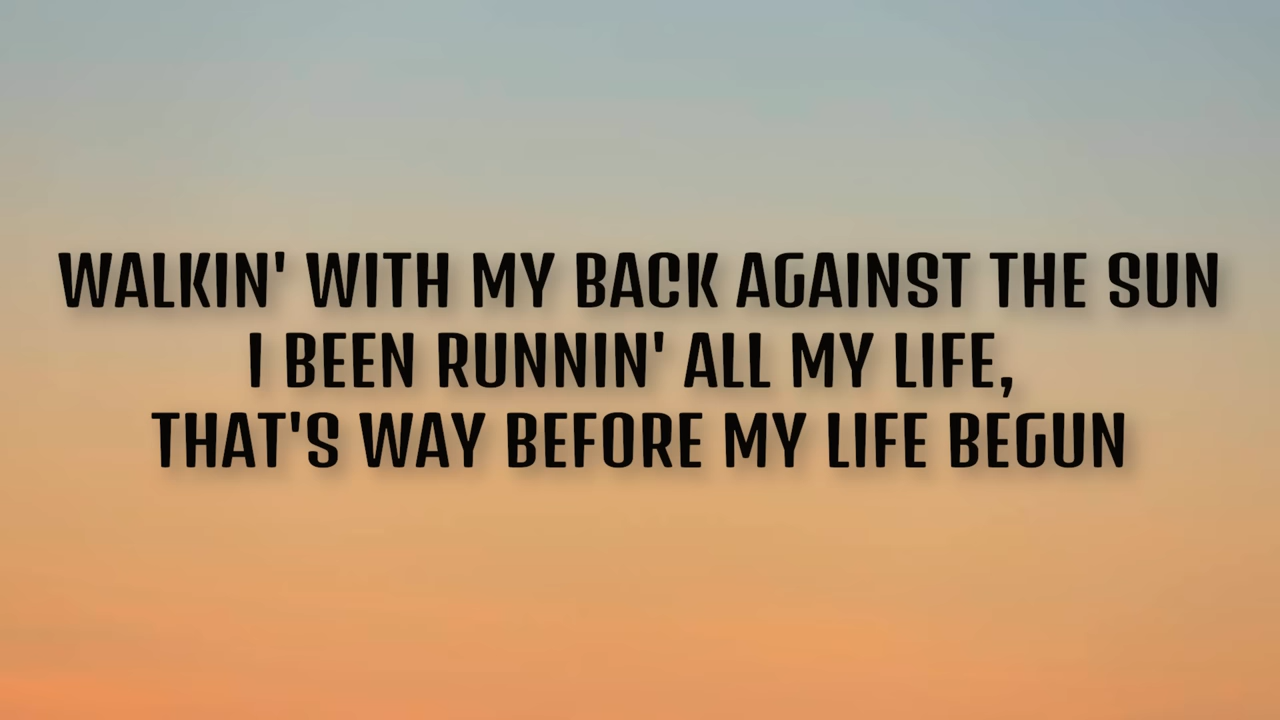 WALKIN' WITH MY BACK AGAINST THE SUN
I BEEN RUNNIN' ALL MY LIFE,
THAT'S WAY BEFORE MY LIFE BEGUN